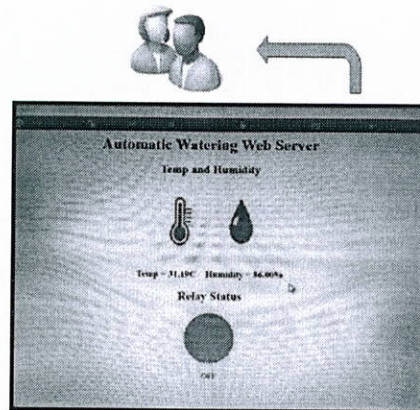 Automatic Watering Web Server
Temp and Humidity
Temp = 31.19C Humidity = 86.00%
Relay Status
OFF